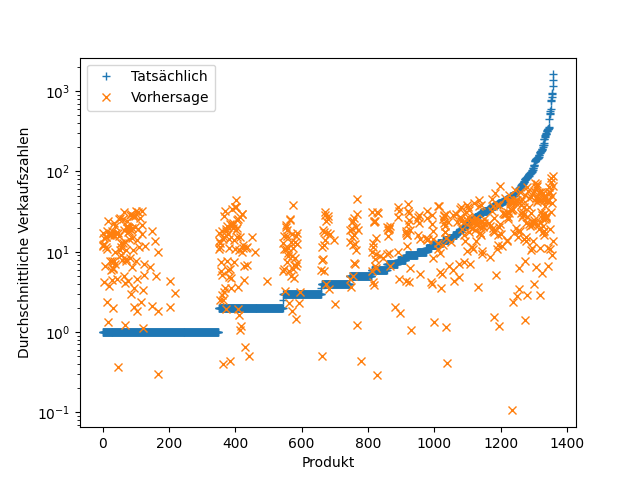 Tatsächlich
Vorhersage
Durchschnittliche Verkaufszahlen
10³
10²
10¹
10⁰
10⁻¹
0 200 400 600 800 1000 1200 1400
Produkt